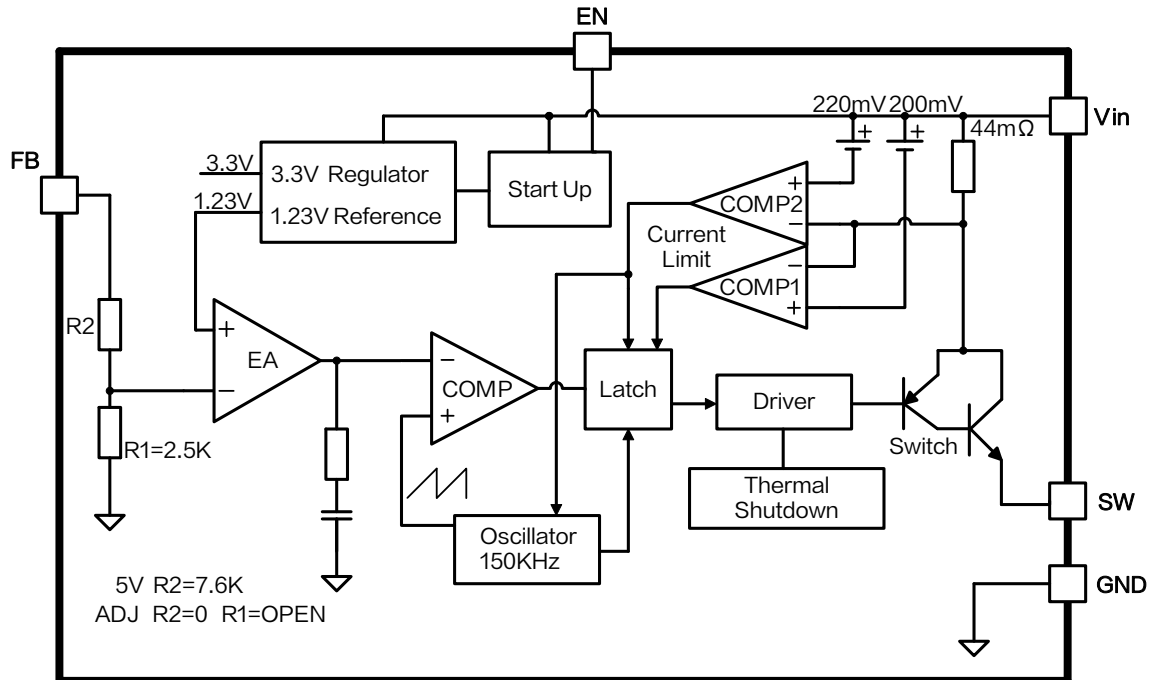 EN
220mV 200mV
44mΩ
Vin
FB
3.3V
3.3V Regulator
1.23V
1.23V Reference
Start Up
+
+
+
COMP2
−
Current
Limit
−
COMP1
+
R2
+
EA
−
−
COMP
+
Latch
Driver
Switch
R1=2.5K
Thermal
Shutdown
SW
Oscillator
150KHz
5V R2=7.6K
ADJ R2=0 R1=OPEN
GND